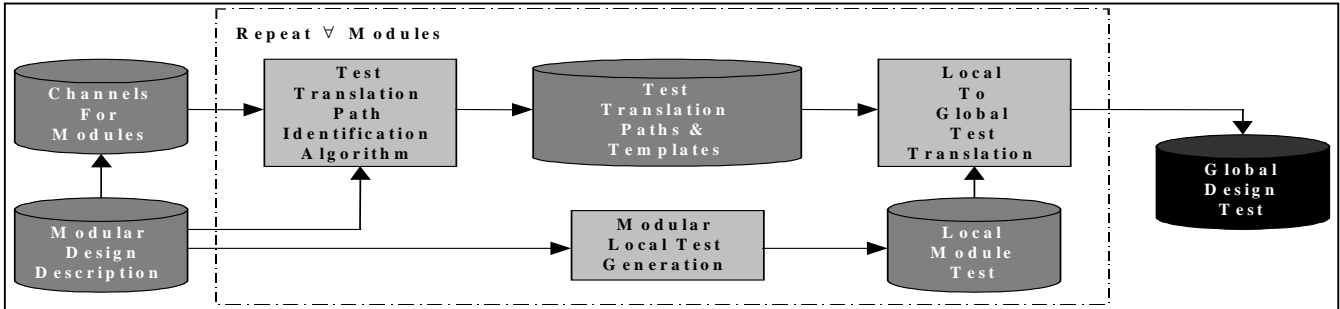 Repeat ∀ Modules
Channels
For
Modules
Test
Translation
Path
Identification
Algorithm
Test
Translation
Paths &
Templates
Local
To
Global
Test
Translation
Global
Design
Test
Modular
Design
Description
Modular
Local Test
Generation
Local
Module
Test